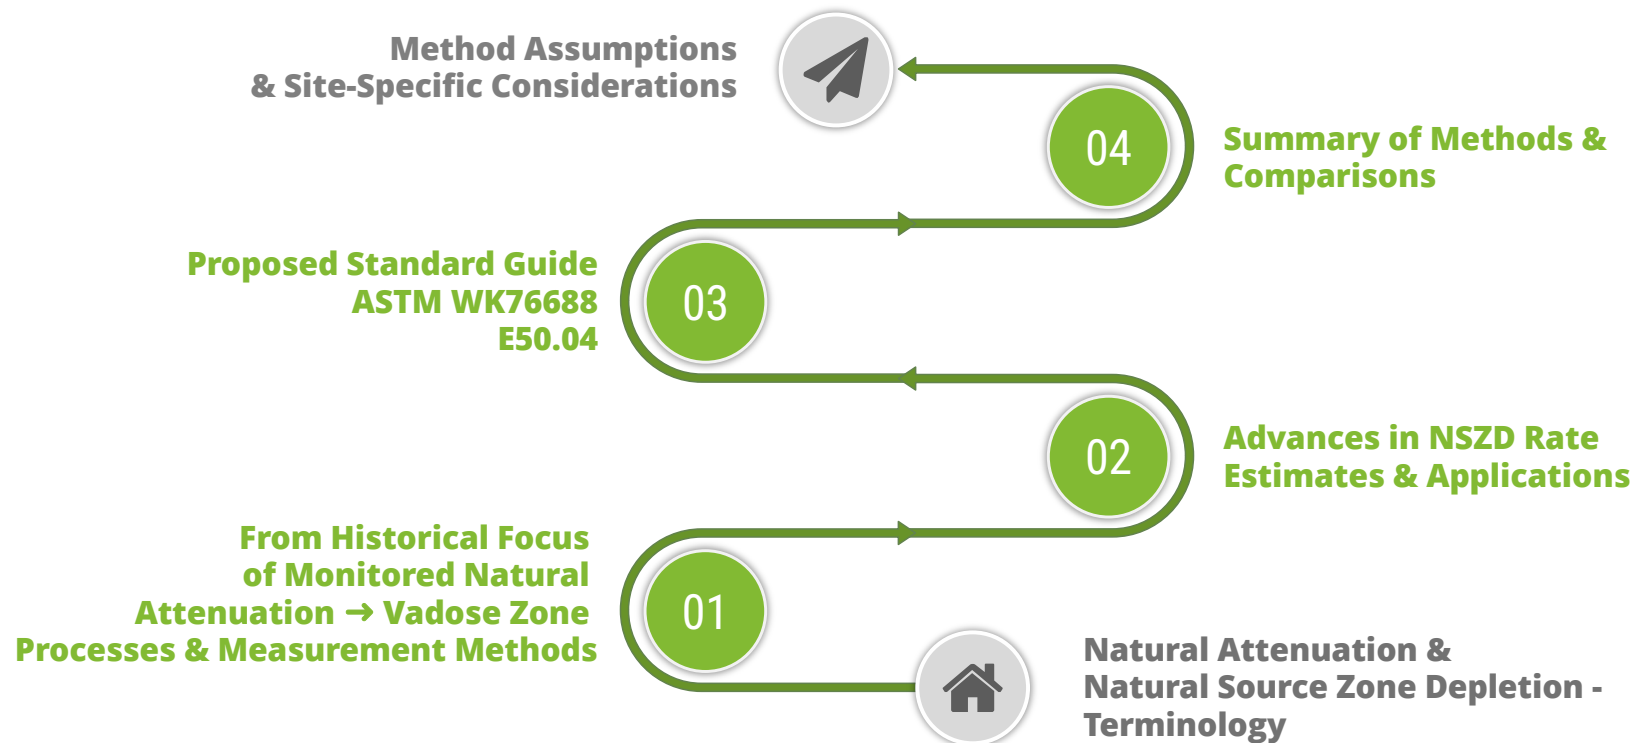 Method Assumptions
& Site-Specific Considerations
04
Summary of Methods &
Comparisons
Proposed Standard Guide
ASTM WK76688
E50.04
03
02
Advances in NSZD Rate
Estimates & Applications
From Historical Focus
of Monitored Natural
Attenuation → Vadose Zone
Processes & Measurement Methods
01
Natural Attenuation &
Natural Source Zone Depletion -
Terminology